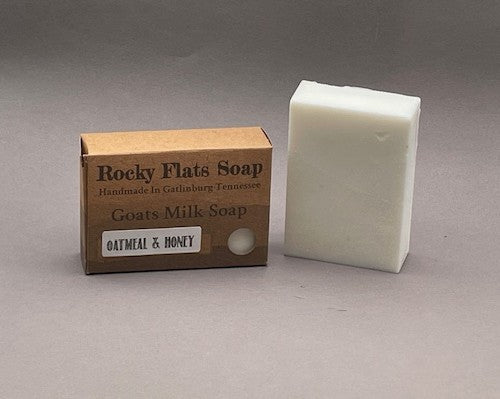 Rocky Flats Soap
Handmade In Gatlinburg Tennessee
Goats Milk Soap
OATMEAL & HONEY